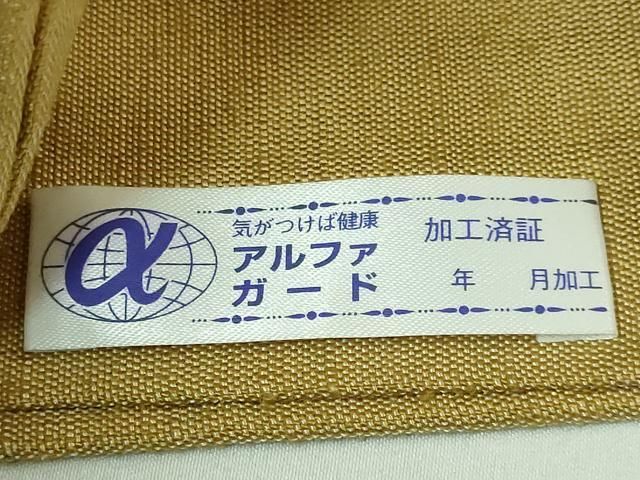 α
気がつけば健康
アルファ
ガード
加工済証
年 月加工